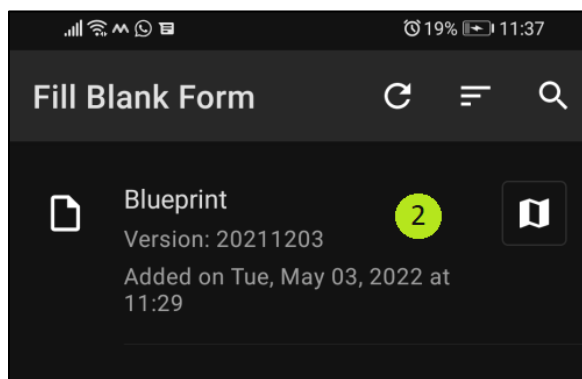 19% 11:37
Fill Blank Form
Blueprint
2
Version: 20211203
Added on Tue, May 03, 2022 at
11:29